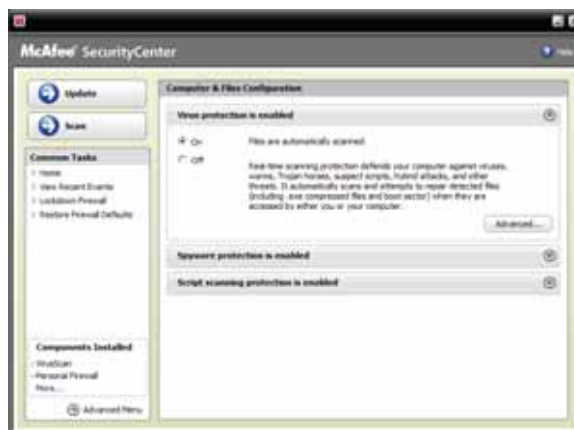 McAfee SecurityCenter
Help
Update
Scan
Common Tasks
Home
View Recent Events
Lockdown Firewall
Restore Firewall Defaults
Components Installed
VirusScan
Personal Firewall
More...
Advanced Menu
Computer & Files Configuration
Virus protection is enabled
On
Files are automatically scanned.
Off
Real-time scanning protection defends your computer against viruses,
worms, Trojan horses, suspect scripts, hybrid attacks, and other
threats. It automatically scans and attempts to repair detected files
(including .exe compressed files and boot sector) when they are
accessed by either you or your computer.
Advanced...
Spyware protection is enabled
Script scanning protection is enabled